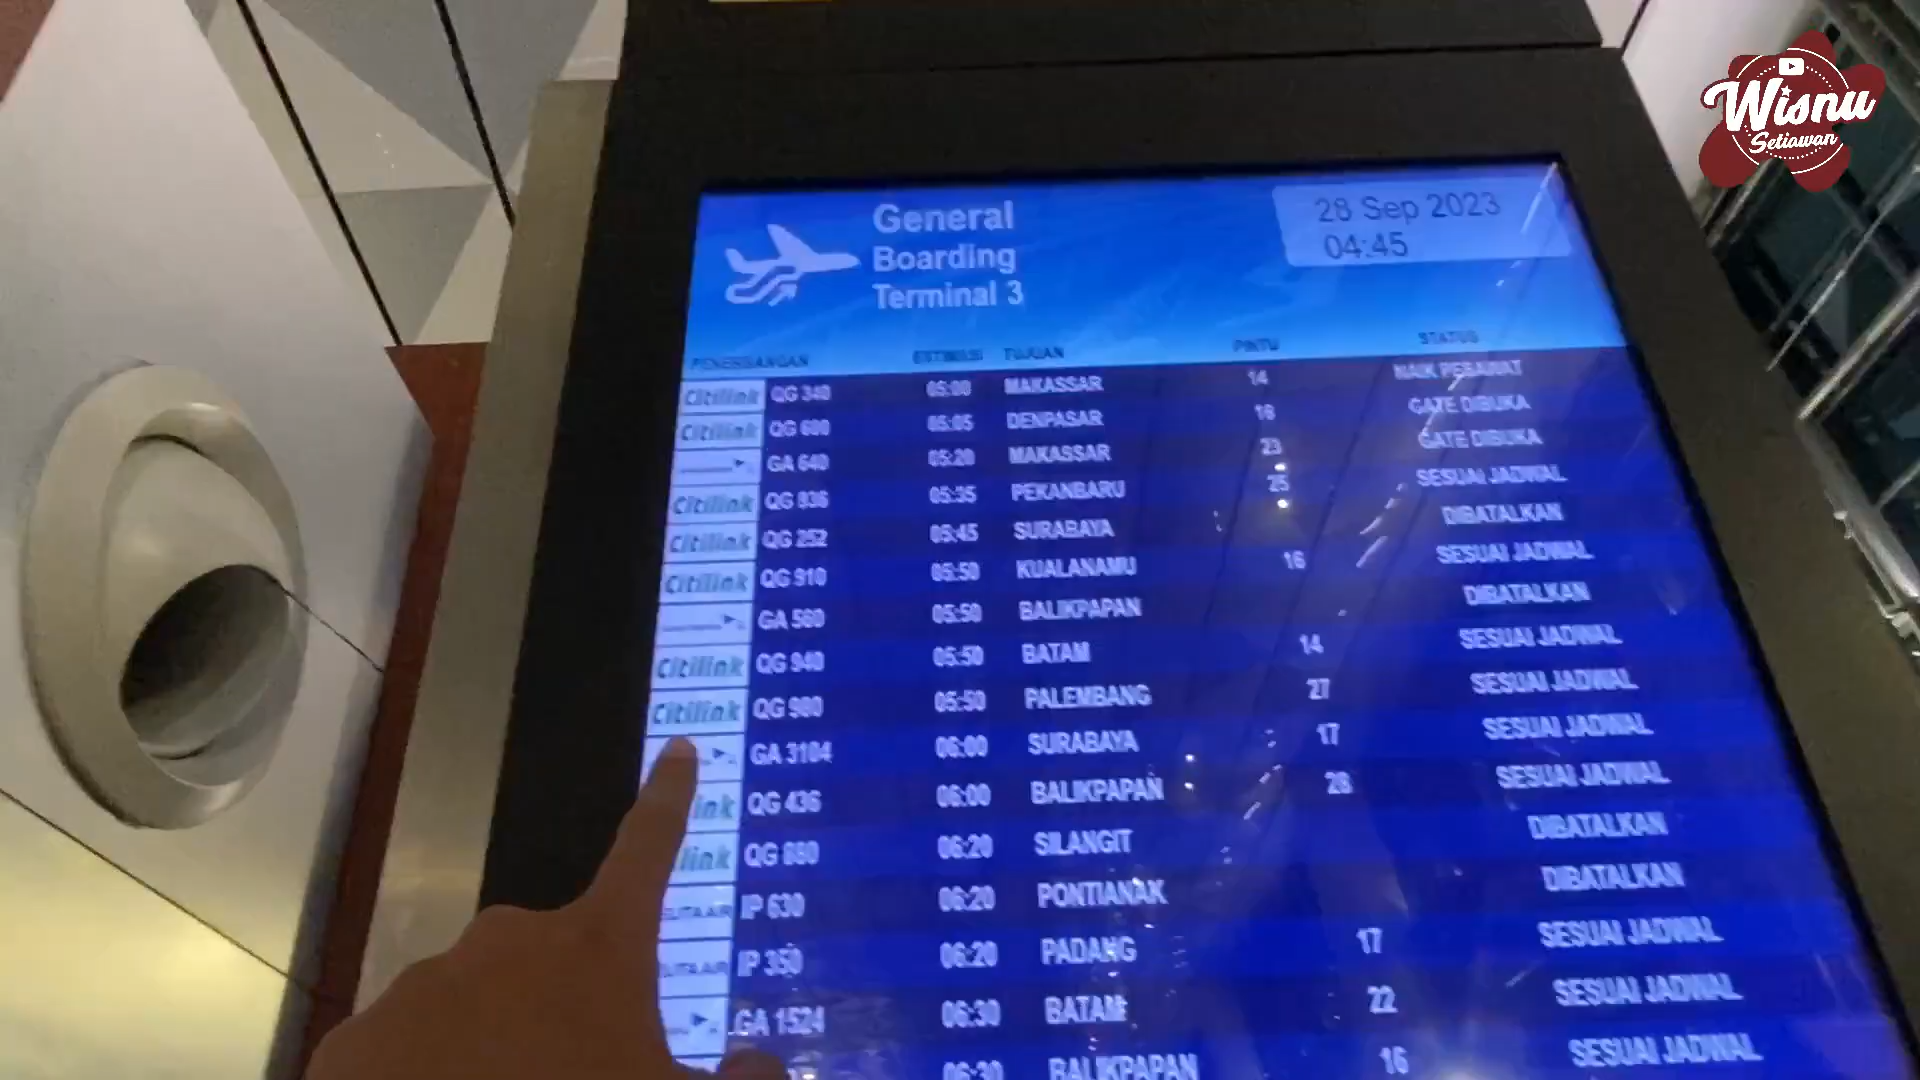 Wisnu
Setiawan
General
Boarding
Terminal 3
28 Sep 2023
04:45
PENERBANGAN ESTIMASI TUJUAN PINTU STATUS
Citilink QG 340 05:00 MAKASSAR 14 NAIK PESAWAT
Citilink QG 680 05:05 DENPASAR GATE DIBUKA
GA 640 05:20 MAKASSAR 23 GATE DIBUKA
Citilink QG 936 05:35 PEKANBARU 25 SESUAI JADWAL
Citilink QG 252 05:45 SURABAYA DIBATALKAN
Citilink QG 910 05:50 KUALANAMU 16 SESUAI JADWAL
GA 560 05:50 BALIKPAPAN DIBATALKAN
Citilink QG 940 05:50 BATAM 14 SESUAI JADWAL
Citilink QG 980 05:50 PALEMBANG 27 SESUAI JADWAL
GA 3104 06:00 SURABAYA 17 SESUAI JADWAL
link QG 436 06:00 BALIKPAPAN 26 SESUAI JADWAL
link QG 06:20 SILANGIT DIBATALKAN
IP 630 06:20 PONTIANAK DIBATALKAN
IP 350 06:20 PADANG 17 SESUAI JADWAL
GA 1524 06:30 BATAM 22 SESUAI JADWAL
06:30 BALIKPAPAN 16 SESUAI JADWAL